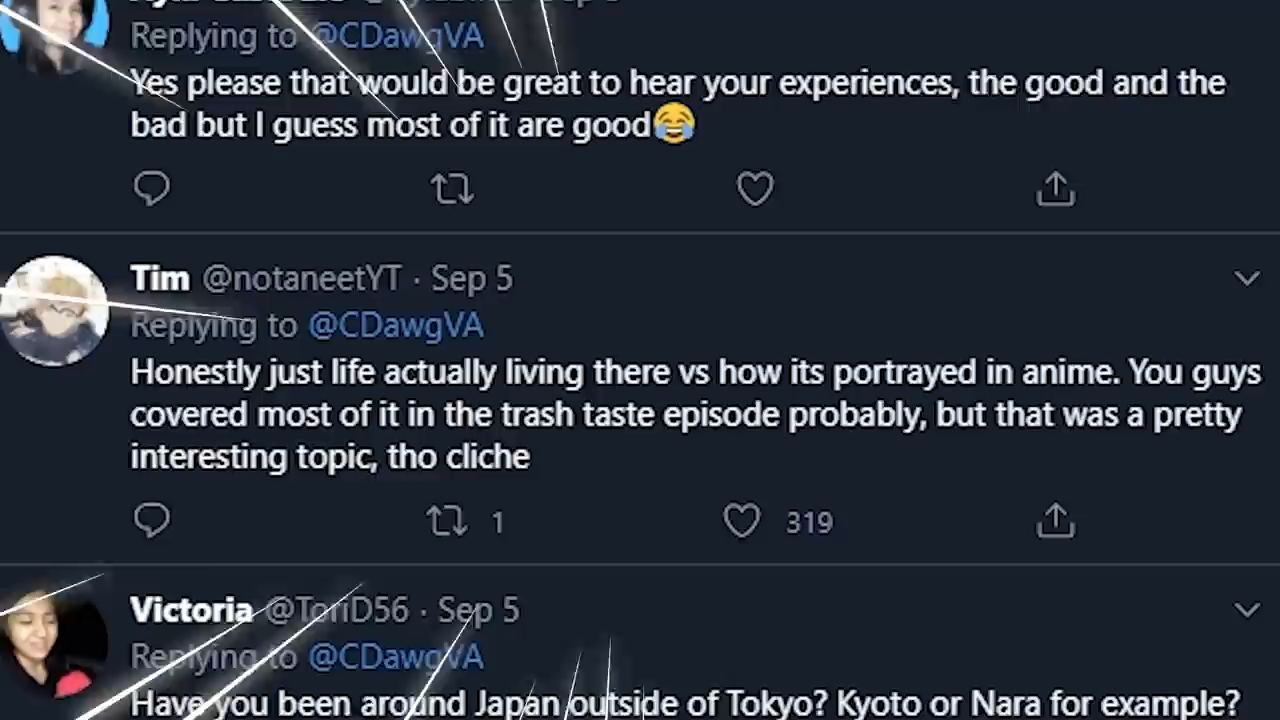 Replying to @CDawgVA
Yes please that would be great to hear your experiences, the good and the
bad but I guess most of it are good😂
Tim @notaneetYT · Sep 5
Replying to @CDawgVA
Honestly just life actually living there vs how its portrayed in anime. You guys
covered most of it in the trash taste episode probably, but that was a pretty
interesting topic, tho cliche
1 319
Victoria @ToriD56 · Sep 5
Replying to @CDawgVA
Have you been around Japan outside of Tokyo? Kyoto or Nara for example?